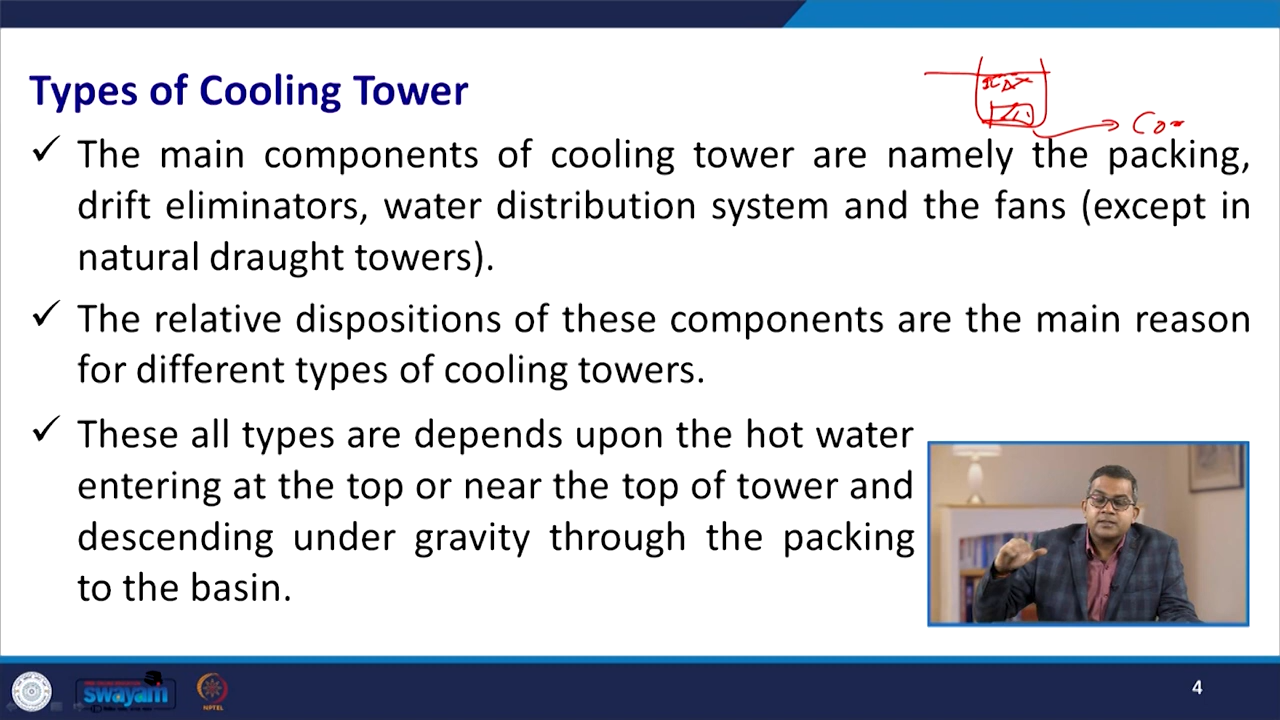 Types of Cooling Tower
✓ The main components of cooling tower are namely the packing,
drift eliminators, water distribution system and the fans (except in
natural draught towers).
✓ The relative dispositions of these components are the main reason
for different types of cooling towers.
✓ These all types are depends upon the hot water
entering at the top or near the top of tower and
descending under gravity through the packing
to the basin.
swayam
NPTEL
4